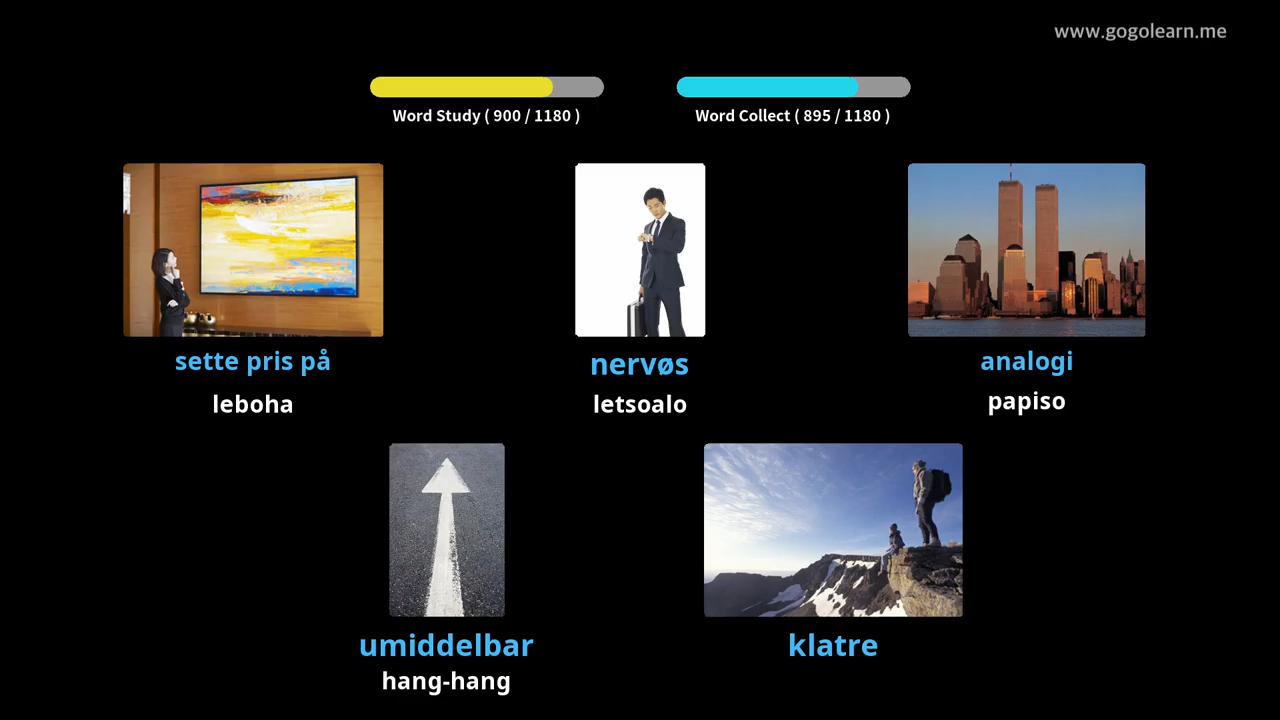 www.gogolearn.me
Word Study ( 900 / 1180 )
Word Collect ( 895 / 1180 )
sette pris på
leboha
nervøs
letsoalo
analogi
papiso
umiddelbar
hang-hang
klatre